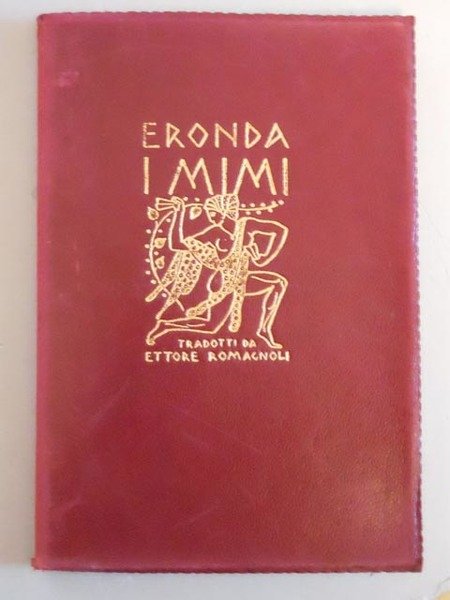 ERONDA
I MIMI
TRADOTTI DA
ETTORE ROMAGNOLI